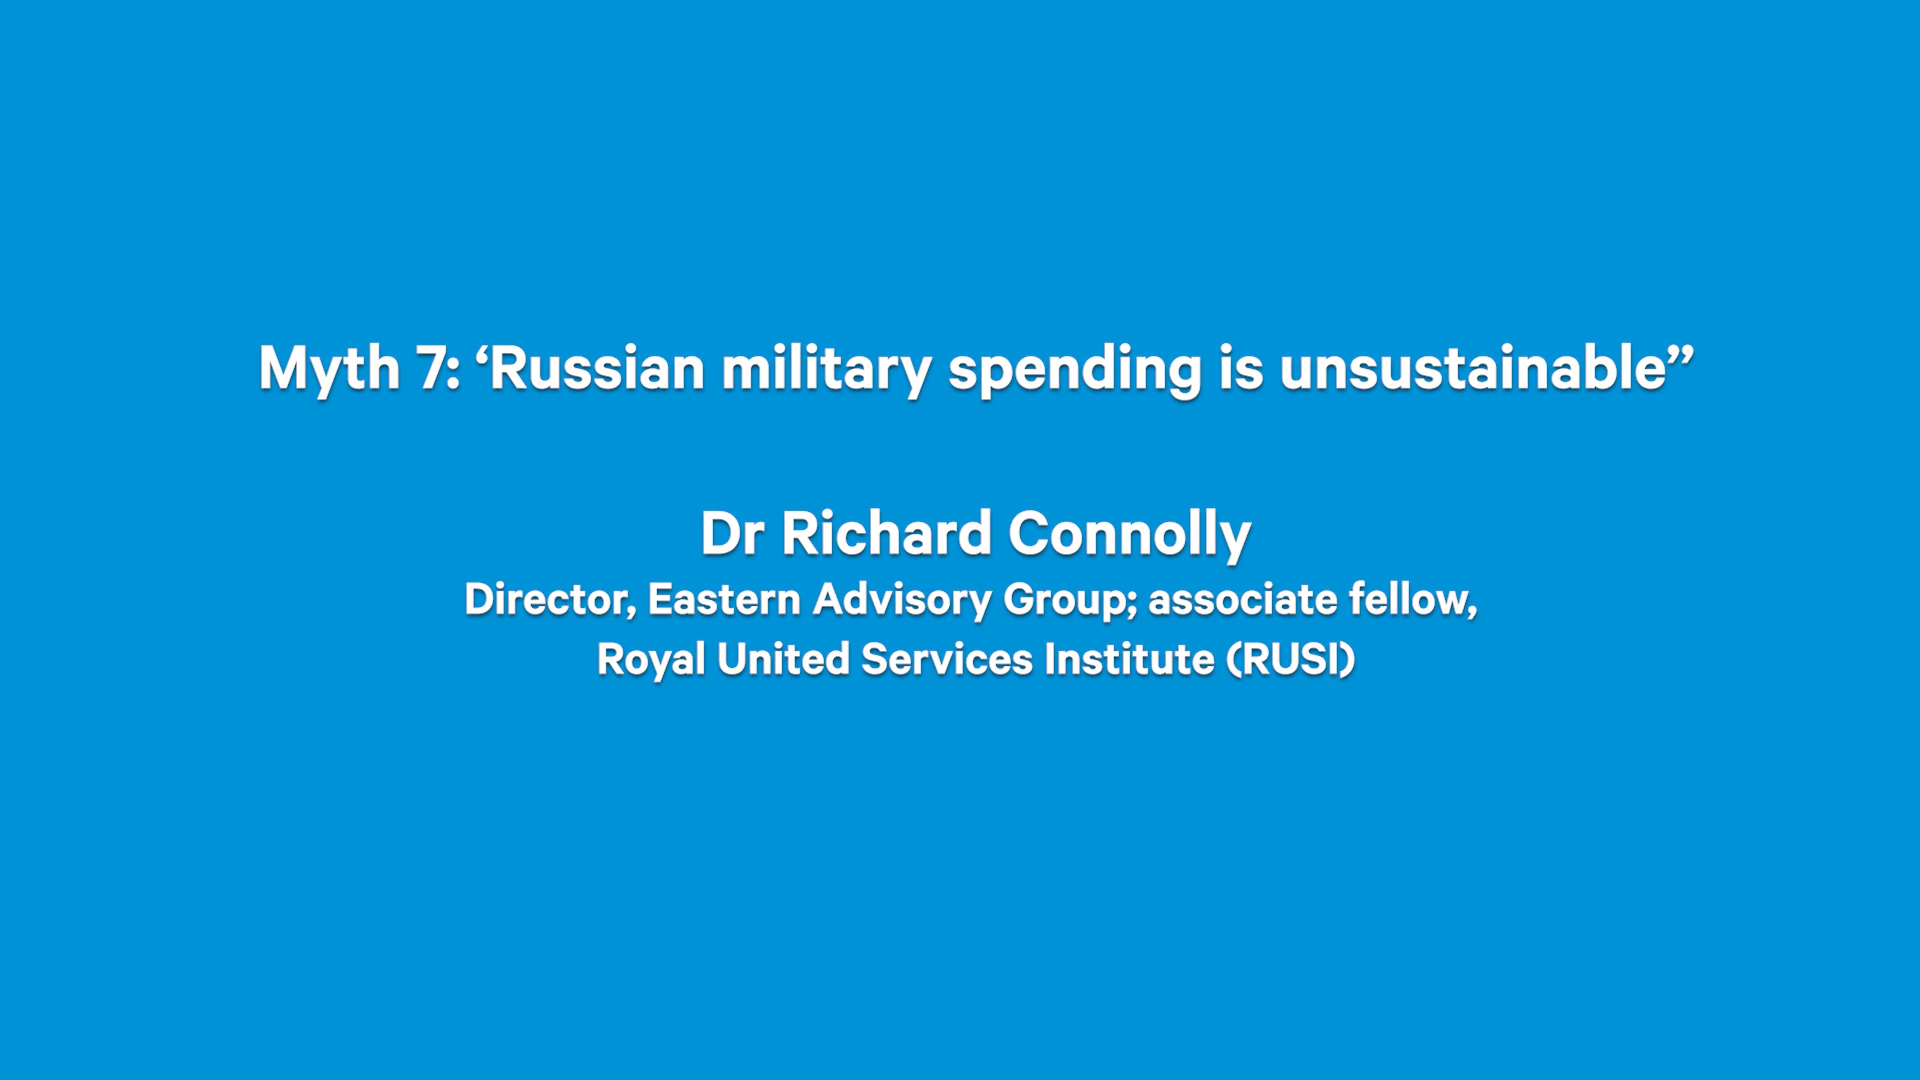 Myth 7: ‘Russian military spending is unsustainable”
Dr Richard Connolly
Director, Eastern Advisory Group; associate fellow,
Royal United Services Institute (RUSI)